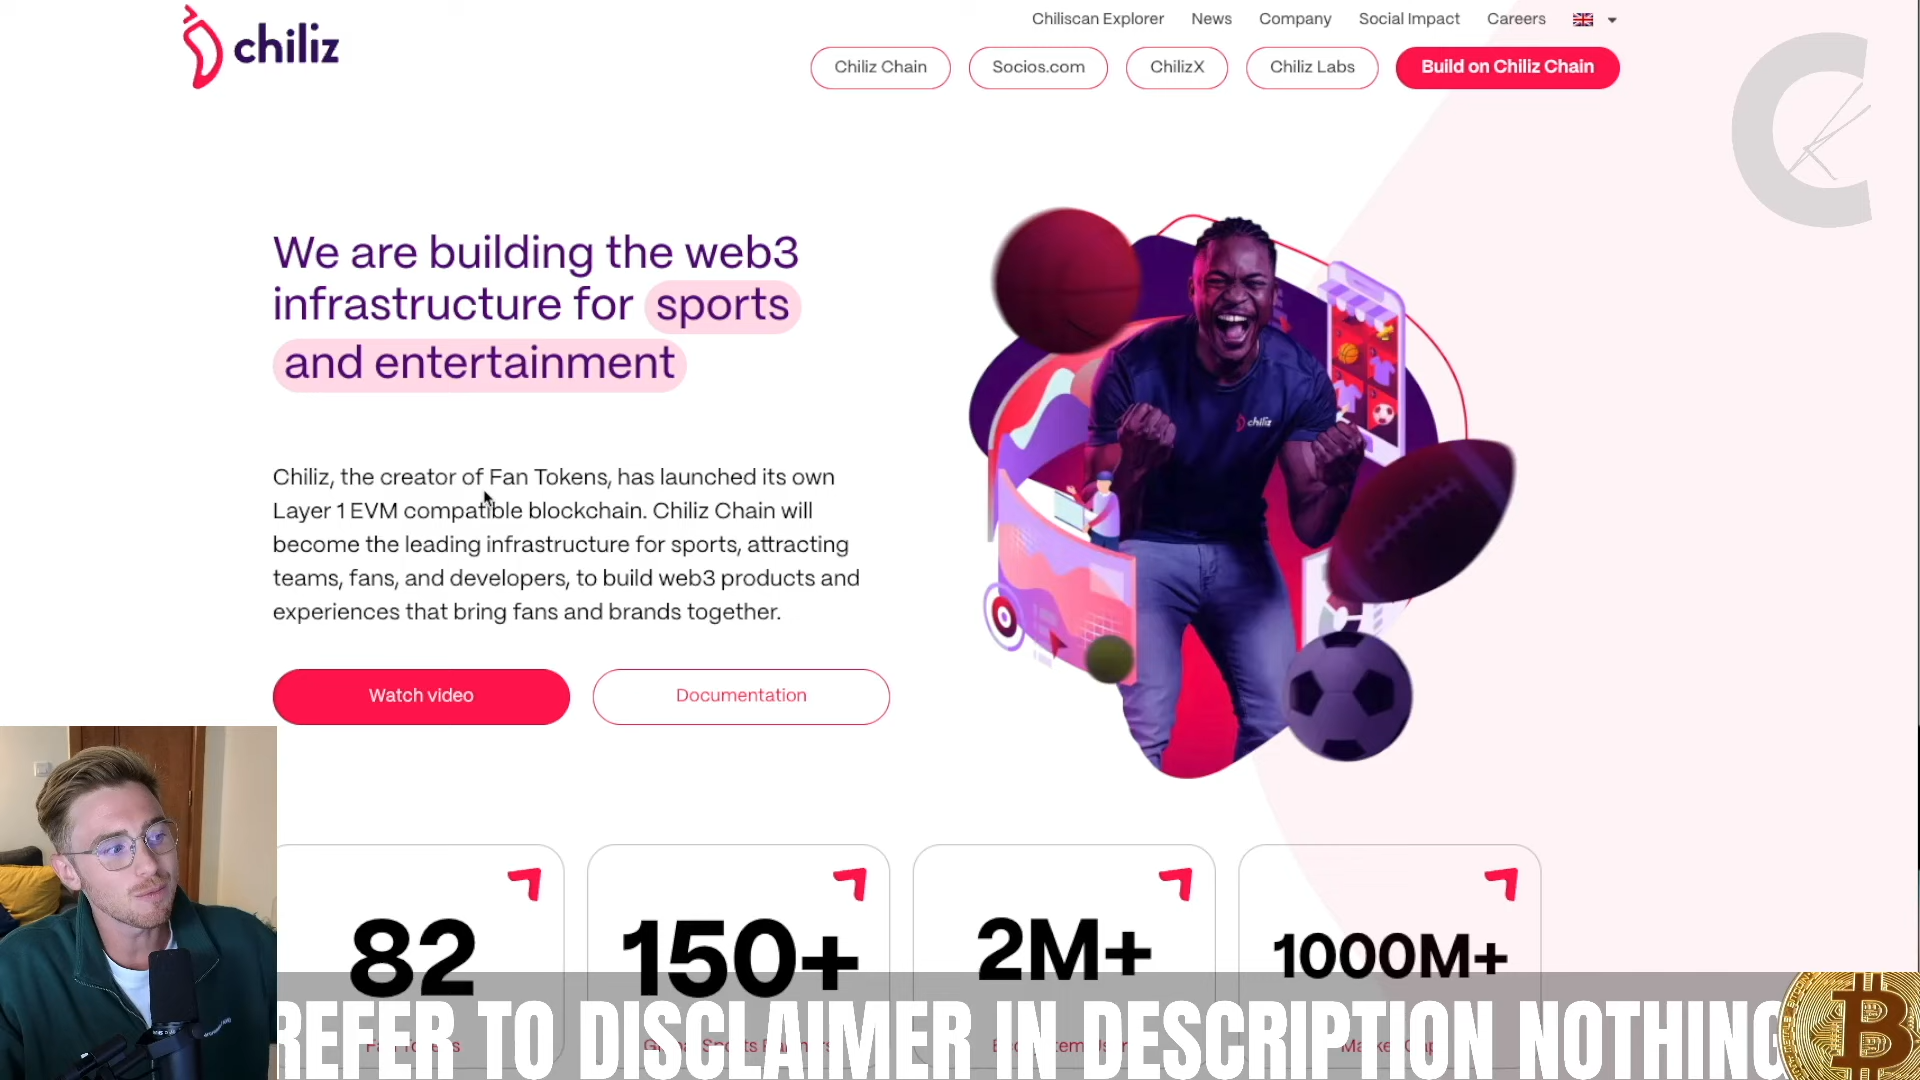 chiliz
Chiliscan Explorer News Company Social Impact Careers
Chiliz Chain Socios.com ChilizX Chiliz Labs Build on Chiliz Chain
We are building the web3
infrastructure for sports
and entertainment
chiliz
Chiliz, the creator of Fan Tokens, has launched its own
Layer 1 EVM compatible blockchain. Chiliz Chain will
become the leading infrastructure for sports, attracting
teams, fans, and developers, to build web3 products and
experiences that bring fans and brands together.
Watch video Documentation
82 150+ 2M+ 1000M+
REFER TO DISCLAIMER IN DESCRIPTION NOTHING